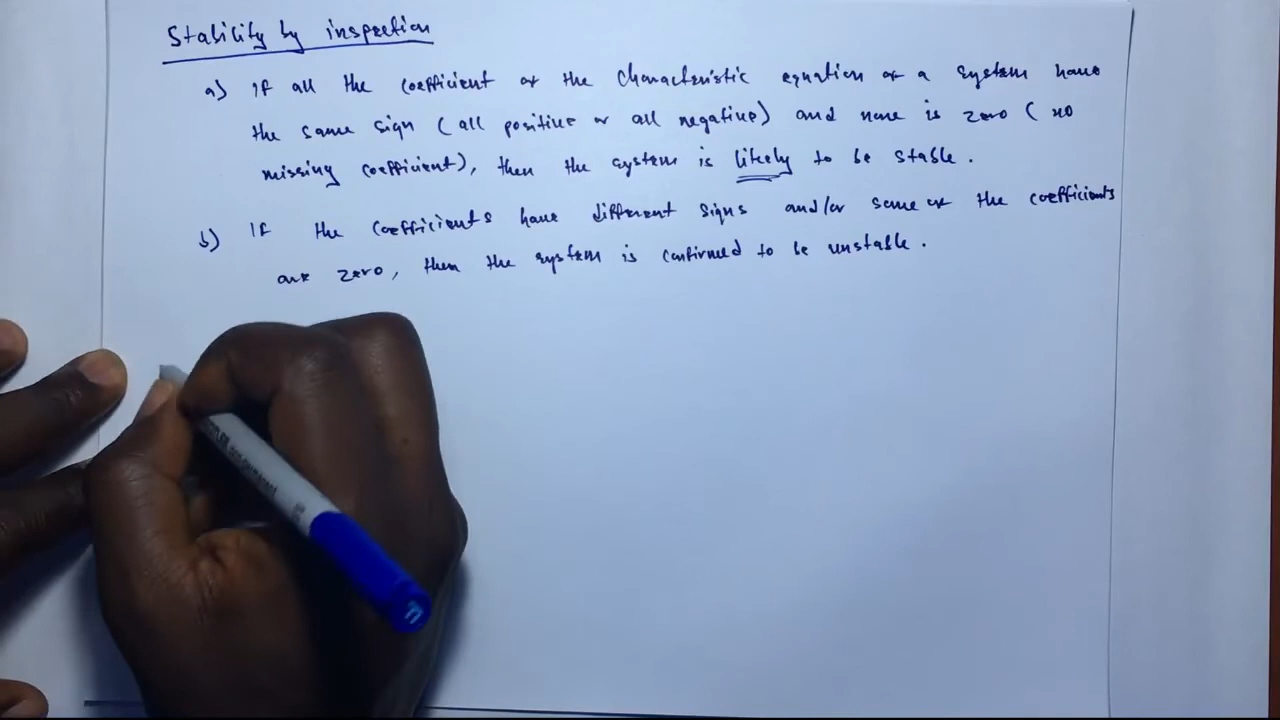 Stability by inspection
a) If all the coefficient of the characteristic equation of a system have
the same sign (all positive or all negative) and none is zero (no
missing coefficient), then the system is likely to be stable.
b) If the coefficients have different signs and/or some of the coefficients
are zero, then the system is confirmed to be unstable.